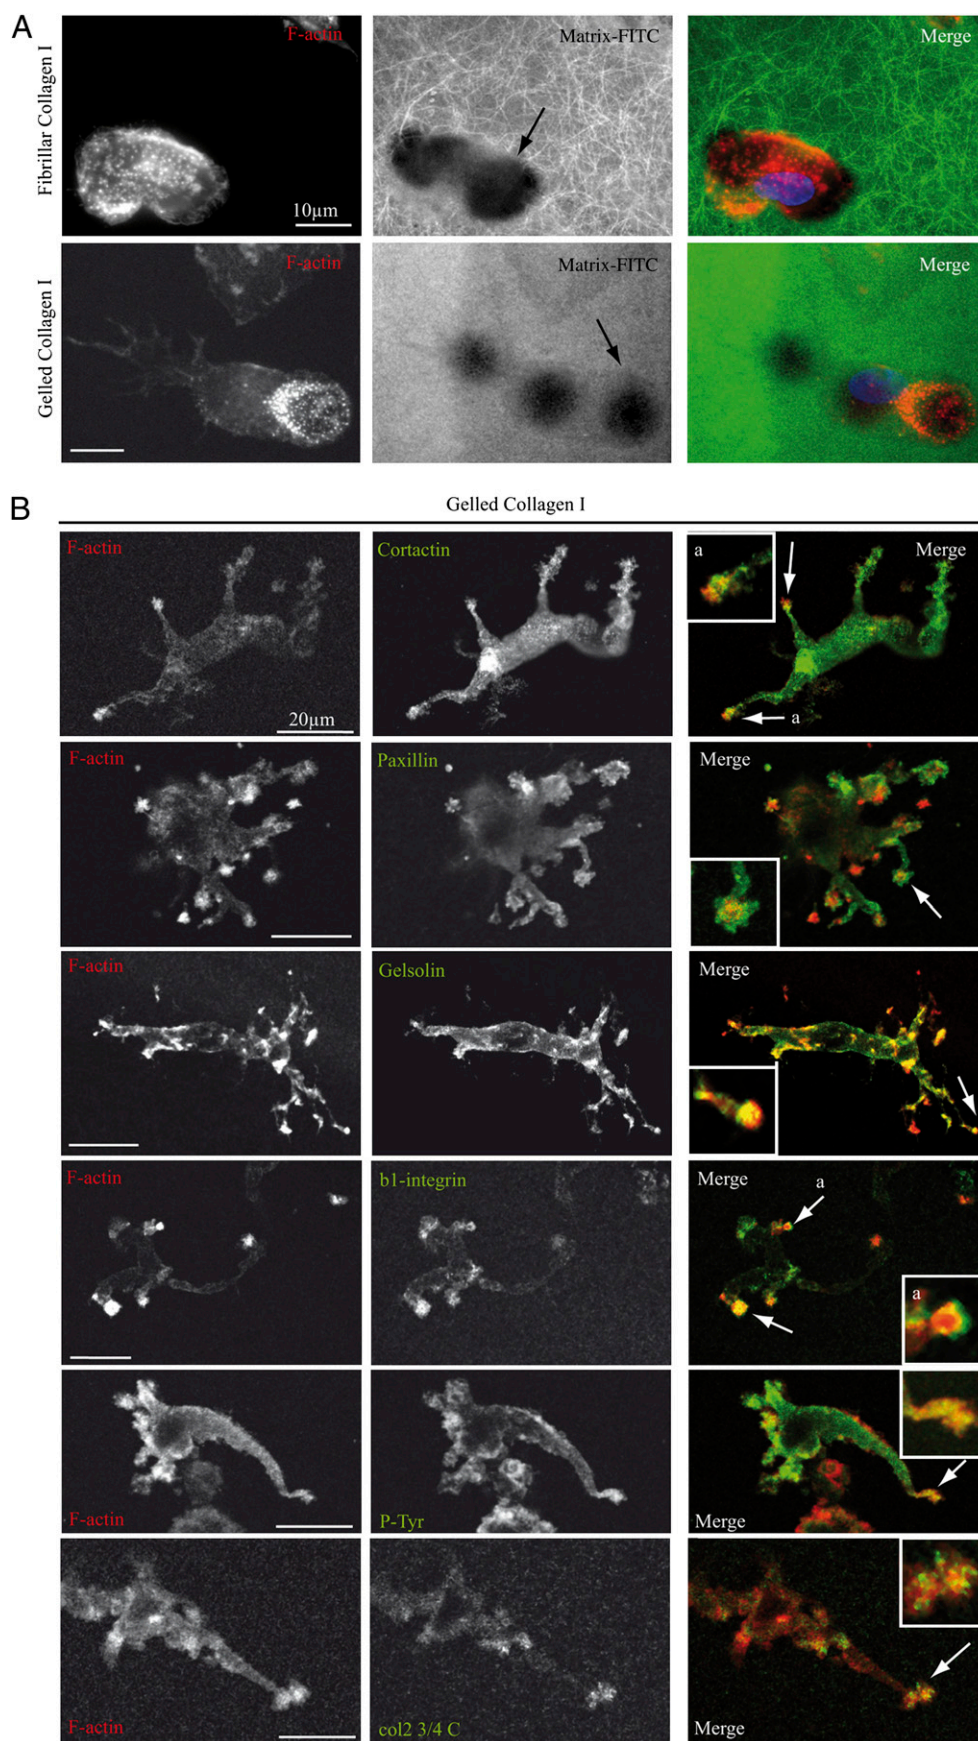 A
Fibrillar Collagen I
F-actin
Matrix-FITC
Merge
10µm
Gelled Collagen I
F-actin
Matrix-FITC
Merge
B
Gelled Collagen I
F-actin
Cortactin
a
Merge
20µm
a
F-actin
Paxillin
Merge
F-actin
Gelsolin
Merge
F-actin
b1-integrin
Merge
a
a
F-actin
P-Tyr
Merge
F-actin
col2 3/4 C
Merge